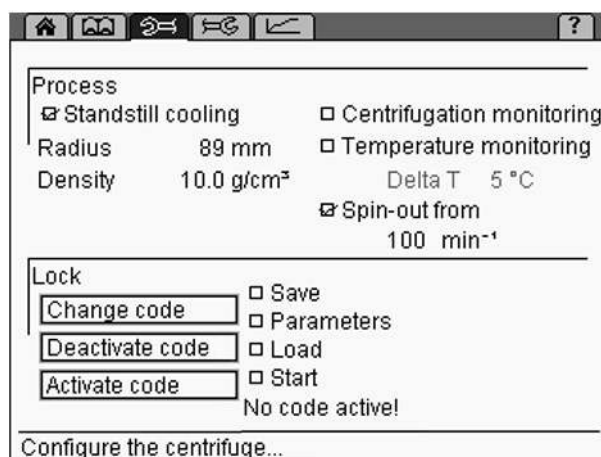 ?
Process
Standstill cooling
Radius 89 mm
Density 10.0 g/cm³
Centrifugation monitoring
Temperature monitoring
Delta T 5 °C
Spin-out from
100 min⁻¹
Lock
Change code
Deactivate code
Activate code
Save
Parameters
Load
Start
No code active!
Configure the centrifuge...